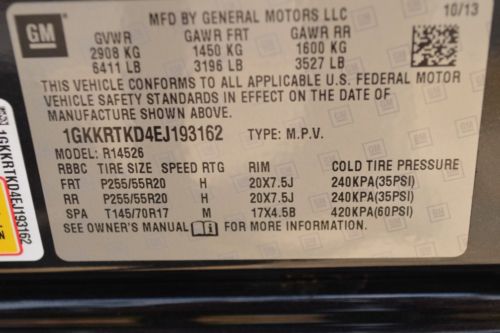 GM
MFD BY GENERAL MOTORS LLC 10/13
GVWR GAWR FRT GAWR RR
2908 KG 1450 KG 1600 KG
6411 LB 3196 LB 3527 LB
THIS VEHICLE CONFORMS TO ALL APPLICABLE U.S. FEDERAL MOTOR
VEHICLE SAFETY STANDARDS IN EFFECT ON THE DATE OF
MANUFACTURE SHOWN ABOVE.
1GKKRTKD4EJ193162 TYPE: M.P.V.
MODEL: R14526
RBBC TIRE SIZE SPEED RTG RIM COLD TIRE PRESSURE
FRT P255/55R20 H 20X7.5J 240KPA(35PSI)
RR P255/55R20 H 20X7.5J 240KPA(35PSI)
SPA T145/70R17 M 17X4.5B 420KPA(60PSI)
SEE OWNER'S MANUAL FOR MORE INFORMATION
1GKKRTKD4EJ193162